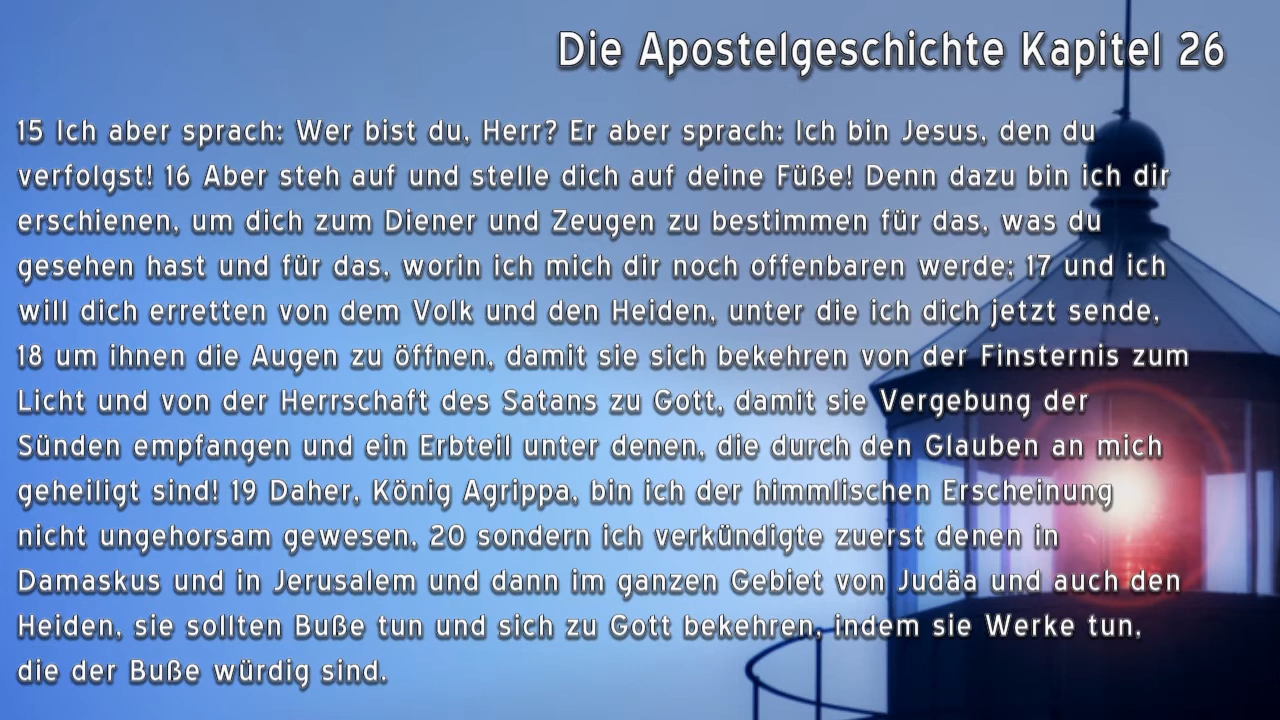 Die Apostelgeschichte Kapitel 26
15 Ich aber sprach: Wer bist du, Herr? Er aber sprach: Ich bin Jesus, den du
verfolgst! 16 Aber steh auf und stelle dich auf deine Füße! Denn dazu bin ich dir
erschienen, um dich zum Diener und Zeugen zu bestimmen für das, was du
gesehen hast und für das, worin ich mich dir noch offenbaren werde; 17 und ich
will dich erretten von dem Volk und den Heiden, unter die ich dich jetzt sende,
18 um ihnen die Augen zu öffnen, damit sie sich bekehren von der Finsternis zum
Licht und von der Herrschaft des Satans zu Gott, damit sie Vergebung der
Sünden empfangen und ein Erbteil unter denen, die durch den Glauben an mich
geheiligt sind! 19 Daher, König Agrippa, bin ich der himmlischen Erscheinung
nicht ungehorsam gewesen, 20 sondern ich verkündigte zuerst denen in
Damaskus und in Jerusalem und dann im ganzen Gebiet von Judäa und auch den
Heiden, sie sollten Buße tun und sich zu Gott bekehren, indem sie Werke tun,
die der Buße würdig sind.